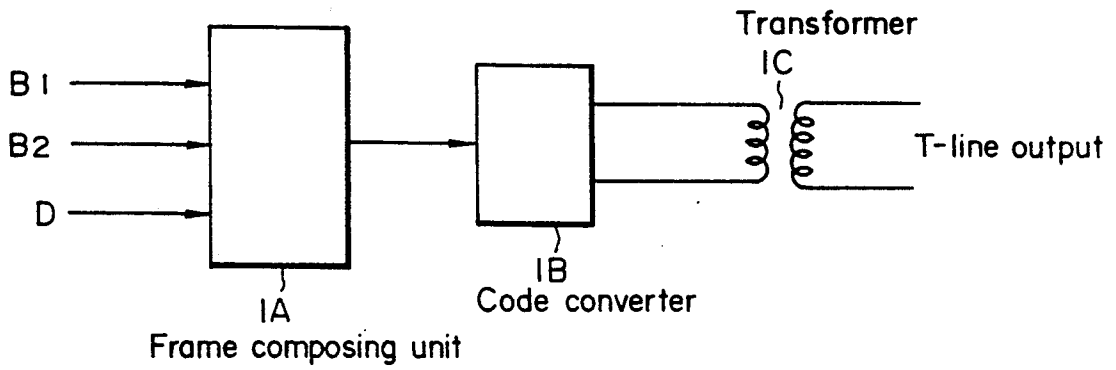 Transformer
1C
B1
B2
D
T-line output
1A
Frame composing unit
1B
Code converter